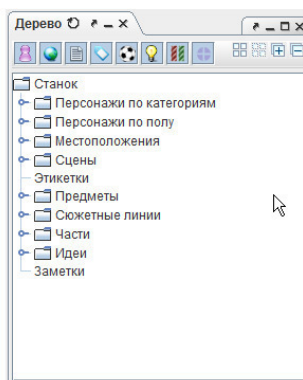 Дерево
Станок
Персонажи по категориям
Персонажи по полу
Местоположения
Сцены
Этикетки
Предметы
Сюжетные линии
Части
Идеи
Заметки